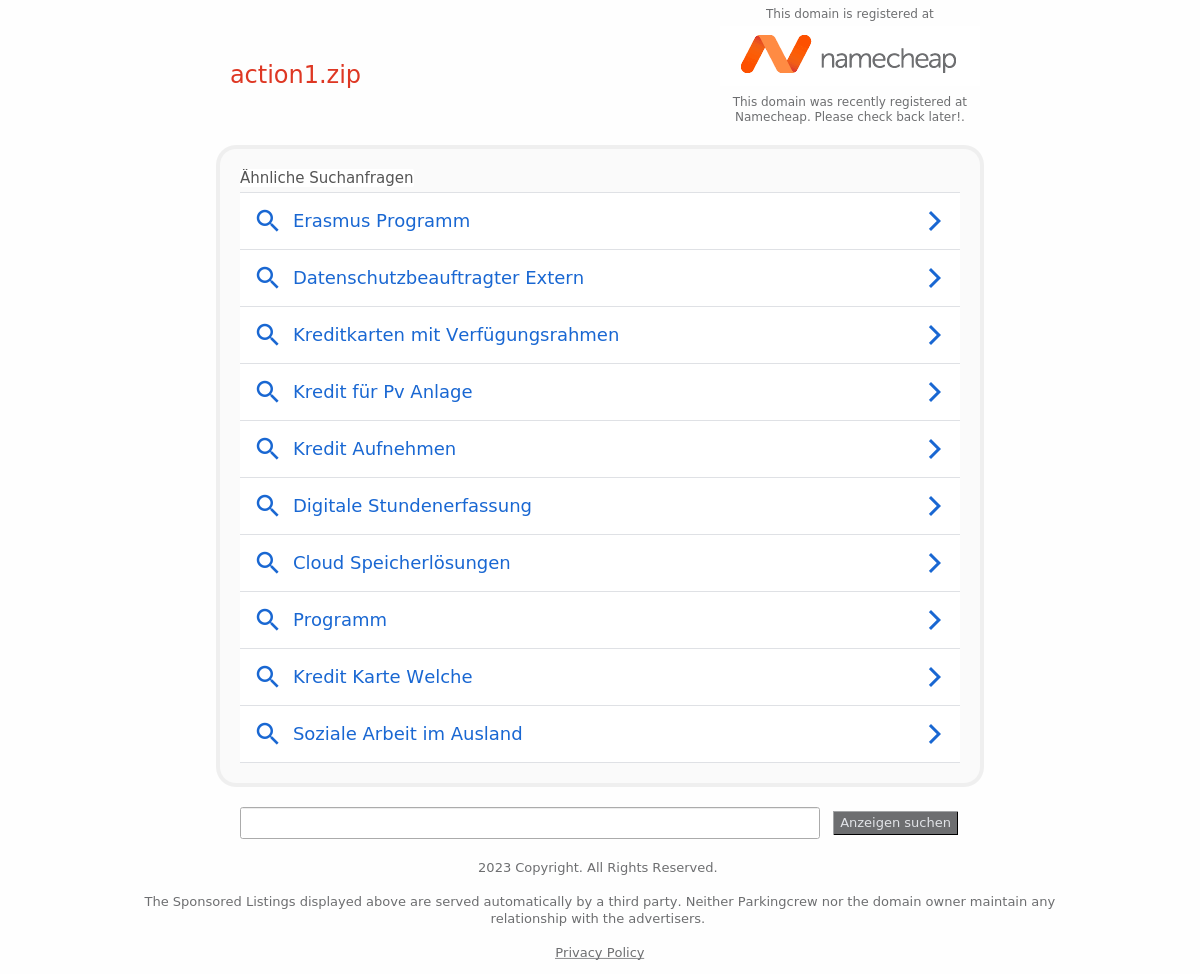 This domain is registered at
namecheap
action1.zip
This domain was recently registered at
Namecheap. Please check back later!.
Ähnliche Suchanfragen
Erasmus Programm
Datenschutzbeauftragter Extern
Kreditkarten mit Verfügungsrahmen
Kredit für Pv Anlage
Kredit Aufnehmen
Digitale Stundenerfassung
Cloud Speicherlösungen
Programm
Kredit Karte Welche
Soziale Arbeit im Ausland
Anzeigen suchen
2023 Copyright. All Rights Reserved.
The Sponsored Listings displayed above are served automatically by a third party. Neither Parkingcrew nor the domain owner maintain any
relationship with the advertisers.
Privacy Policy